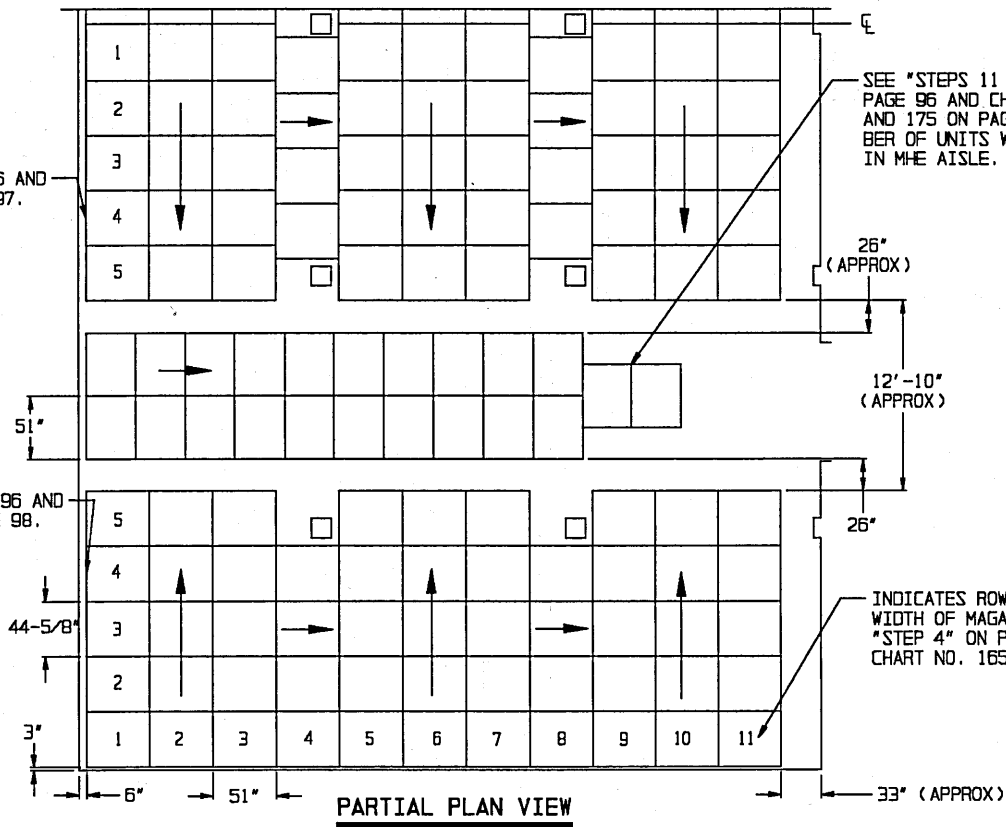 ℄
1
2
3
4
5
SEE "STEPS 11
PAGE 96 AND CH
AND 175 ON PAG
BER OF UNITS W
IN MHE AISLE.
6 AND
97.
26"
(APPROX)
12'-10"
(APPROX)
51"
96 AND
98.
26"
5
4
44-5/8"
3
2
INDICATES ROW
WIDTH OF MAGA
"STEP 4" ON P
CHART NO. 165
3"
1 2 3 4 5 6 7 8 9 10 11
6" 51" 33" (APPROX)
PARTIAL PLAN VIEW